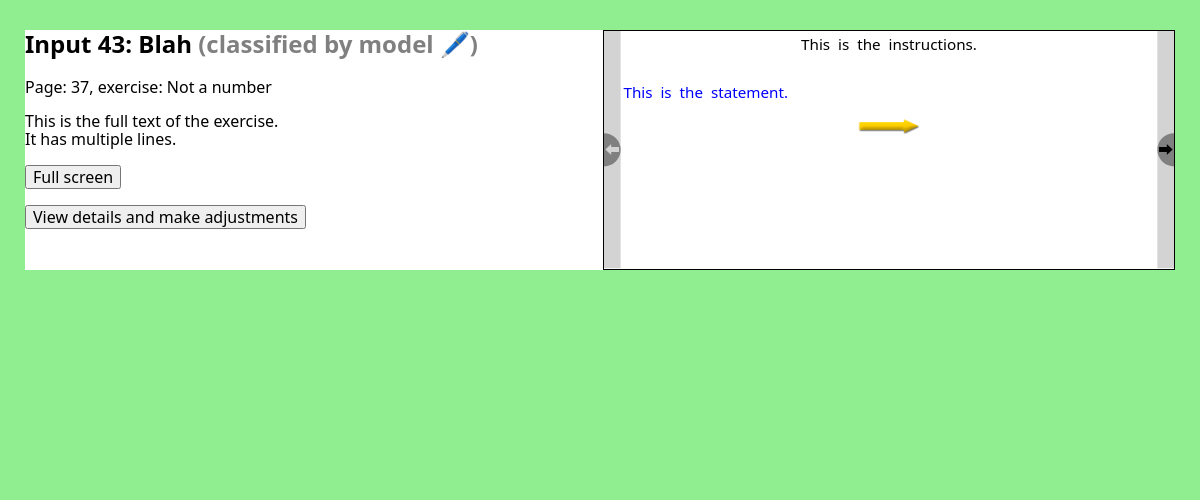 Input 43: Blah (classified by model 🖊️)
Page: 37, exercise: Not a number
This is the full text of the exercise.
It has multiple lines.
Full screen
View details and make adjustments
This is the instructions.
This is the statement.